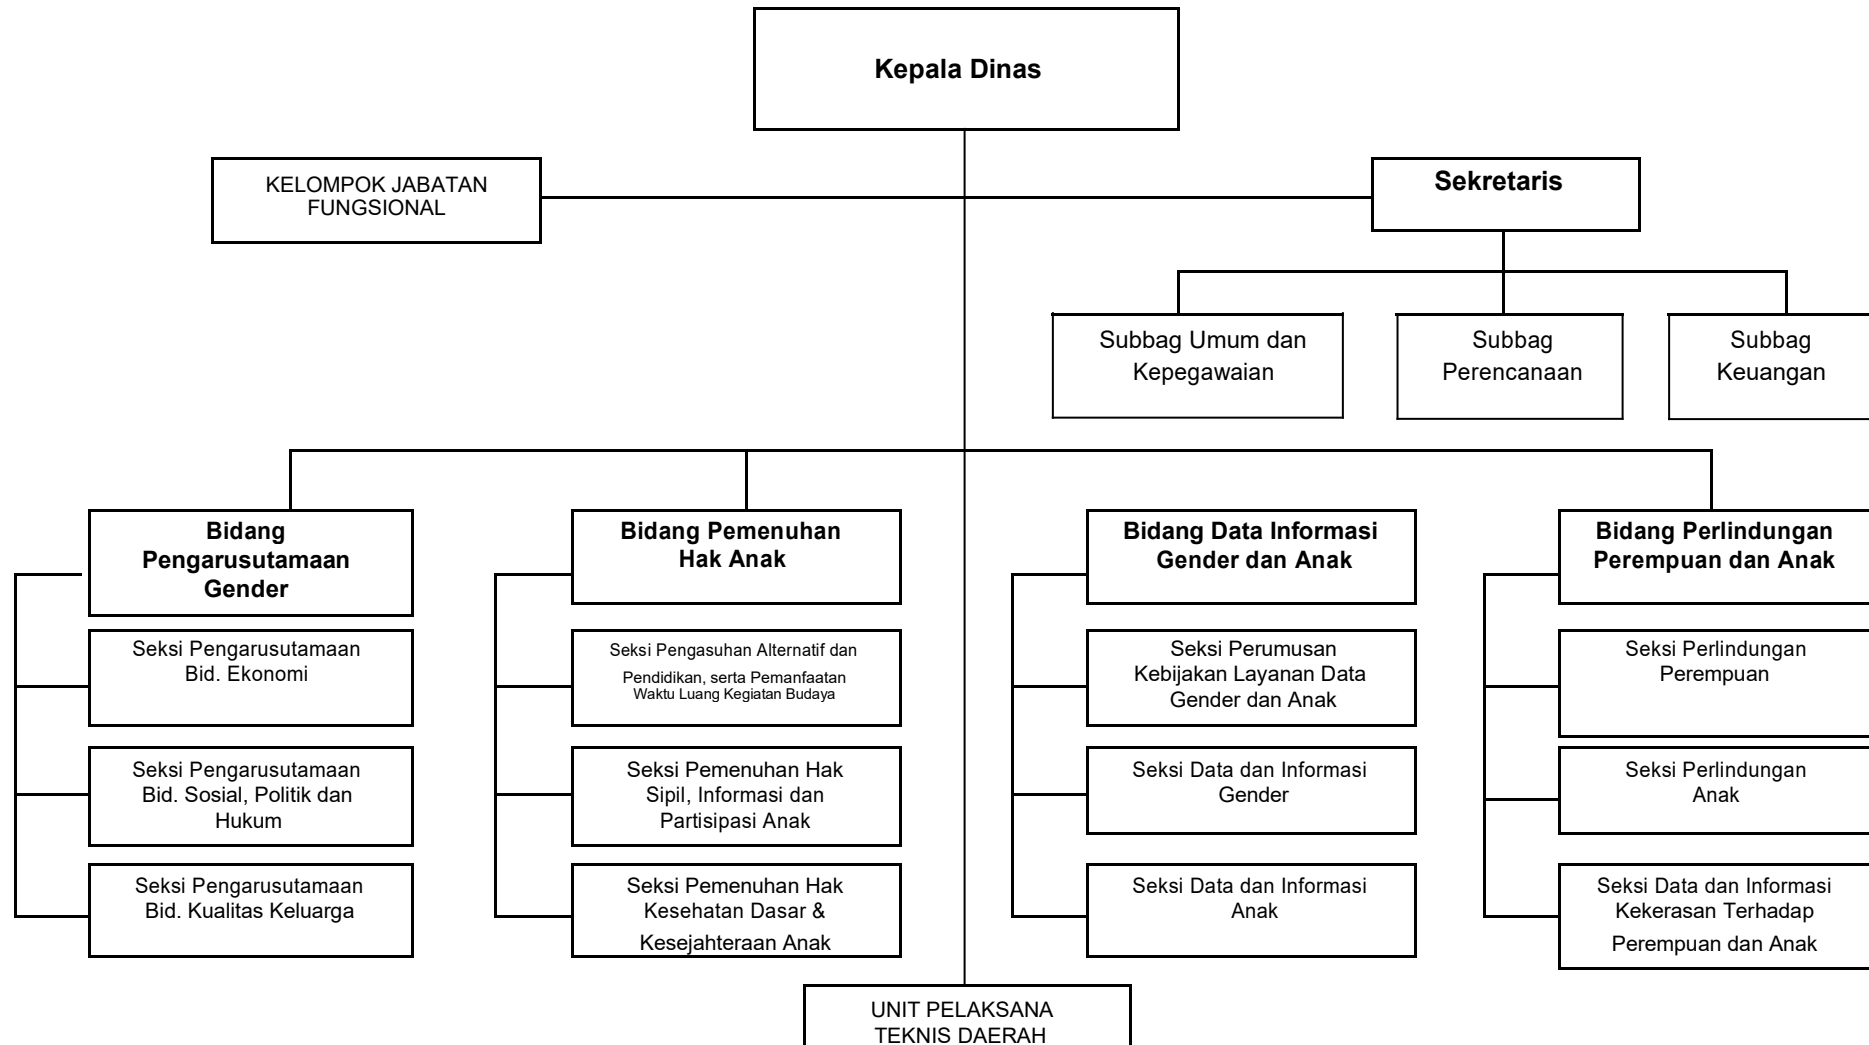 Kepala Dinas
KELOMPOK JABATAN
FUNGSIONAL
Sekretaris
Subbag Umum dan
Kepegawaian
Subbag
Perencanaan
Subbag
Keuangan
Bidang
Pengarusutamaan
Gender
Bidang Pemenuhan
Hak Anak
Bidang Data Informasi
Gender dan Anak
Bidang Perlindungan
Perempuan dan Anak
Seksi Pengarusutamaan
Bid. Ekonomi
Seksi Pengasuhan Alternatif dan
Pendidikan, serta Pemanfaatan
Waktu Luang Kegiatan Budaya
Seksi Perumusan
Kebijakan Layanan Data
Gender dan Anak
Seksi Perlindungan
Perempuan
Seksi Pengarusutamaan
Bid. Sosial, Politik dan
Hukum
Seksi Pemenuhan Hak
Sipil, Informasi dan
Partisipasi Anak
Seksi Data dan Informasi
Gender
Seksi Perlindungan
Anak
Seksi Pengarusutamaan
Bid. Kualitas Keluarga
Seksi Pemenuhan Hak
Kesehatan Dasar &
Kesejahteraan Anak
Seksi Data dan Informasi
Anak
Seksi Data dan Informasi
Kekerasan Terhadap
Perempuan dan Anak
UNIT PELAKSANA
TEKNIS DAERAH